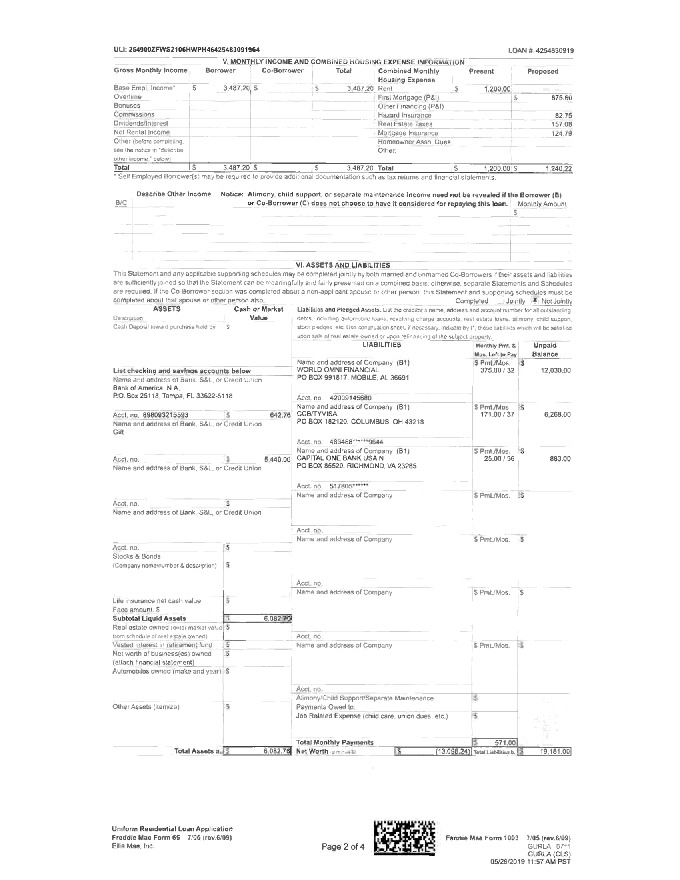 ULI: 254900ZFWS2106HWPH46425483091964 LOAN #: 4254830919
V. MONTHLY INCOME AND COMBINED HOUSING EXPENSE INFORMATION
Gross Monthly Income Borrower Co-Borrower Total Combined Monthly Housing Expense Present Proposed
Base Empl. Income* $ 3,487.20 $ $ 3,487.20 Rent $ 1,200.00
Overtime First Mortgage (P&I) $ 875.60
Bonuses Other Financing (P&I)
Commissions Hazard Insurance 82.75
Dividends/Interest Real Estate Taxes 157.08
Net Rental Income Mortgage Insurance 124.79
Other (before completing, Homeowner Assn. Dues
see the notice in "describe Other:
other income," below)
Total $ 3,487.20 $ $ 3,487.20 Total $ 1,200.00 $ 1,240.22
* Self Employed Borrower(s) may be required to provide additional documentation such as tax returns and financial statements.
Describe Other Income Notice: Alimony, child support, or separate maintenance income need not be revealed if the Borrower (B)
B/C or Co-Borrower (C) does not choose to have it considered for repaying this loan. Monthly Amount
$
VI. ASSETS AND LIABILITIES
This Statement and any applicable supporting schedules may be completed jointly by both married and unmarried Co-Borrowers if their assets and liabilities
are sufficiently joined so that the Statement can be meaningfully and fairly presented on a combined basis; otherwise, separate Statements and Schedules
are required. If the Co-Borrower section was completed about a non-applicant spouse or other person, this Statement and supporting schedules must be
completed about that spouse or other person also. Completed Jointly Not Jointly
ASSETS Cash or Market Value
Description
Cash Deposit toward purchase held by: $
Liabilities and Pledged Assets. List the creditor's name, address and account number for all outstanding
debts, including automobile loans, revolving charge accounts, real estate loans, alimony, child support,
stock pledges, etc. Use continuation sheet, if necessary. Indicate by (*) those liabilities which will be satisfied
upon sale of real estate owned or upon refinancing of the subject property.
LIABILITIES Monthly Pmt. & Mos. Left to Pay Unpaid Balance
List checking and savings accounts below
Name and address of Bank, S&L, or Credit Union
Bank of America, N.A.
P.O. Box 25118, Tampa, FL 33622-5118
Name and address of Company (B1) $ Pmt./Mos. $
WORLD OMNI FINANCIAL 375.00 / 32 12,030.00
PO BOX 991817, MOBILE, AL 36691
Acct. no. 42009145680
Acct. no. 898093215593 $ 642.76
Name and address of Company (B1) $ Pmt./Mos. $
CCB/TYVISA 171.00 / 37 6,268.00
PO BOX 182120, COLUMBUS, OH 43218
Name and address of Bank, S&L, or Credit Union
Gift
Acct. no. $ 5,440.00
Name and address of Company (B1) $ Pmt./Mos. $
CAPITAL ONE BANK USA N 25.00 / 36 883.00
PO BOX 85520, RICHMOND, VA 23285
Name and address of Bank, S&L, or Credit Union
Acct. no. 517805******
Name and address of Company $ Pmt./Mos. $
Acct. no. $
Name and address of Bank, S&L, or Credit Union
Acct. no.
Name and address of Company $ Pmt./Mos. $
Acct. no. $
Stocks & Bonds
(Company name/number & description) $
Acct. no.
Name and address of Company $ Pmt./Mos. $
Life insurance net cash value $
Face amount: $
Subtotal Liquid Assets $ 6,082.76
Real estate owned (enter market value $
from schedule of real estate owned)
Acct. no.
Vested interest in retirement fund $
Name and address of Company $ Pmt./Mos. $
Net worth of business(es) owned $
(attach financial statement)
Automobiles owned (make and year) $
Acct. no.
Alimony/Child Support/Separate Maintenance $
Payments Owed to:
Other Assets (itemize) $
Job Related Expense (child care, union dues, etc.) $
Total Monthly Payments $ 571.00
Total Assets a. $ 6,082.76 Net Worth $ (13,098.24) Total Liabilities b. $ 19,181.00
Uniform Residential Loan Application
Freddie Mac Form 65 7/05 (rev.6/09)
Ellie Mae, Inc.
Page 2 of 4
Fannie Mae Form 1003 7/05 (rev.6/09)
GURLA 0711
GURLA (CLS)
05/29/2019 11:57 AM PST